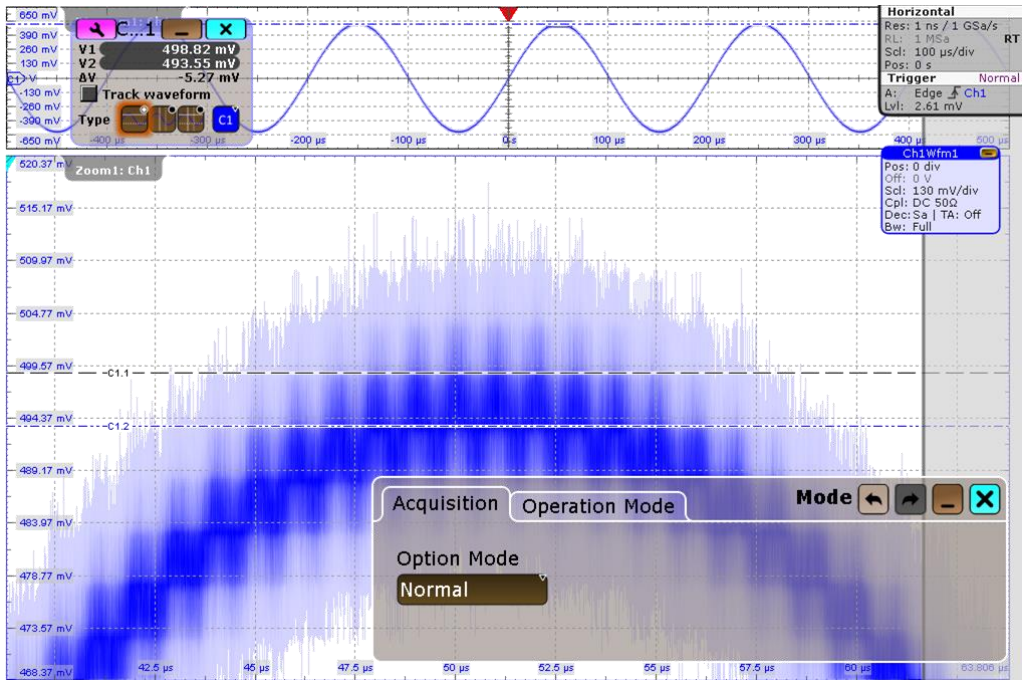 650 mV
390 mV
260 mV
130 mV
C1 V
-130 mV
-260 mV
-390 mV
-650 mV
C...1
V1 498.82 mV
V2 493.55 mV
ΔV -5.27 mV
Track waveform
Type C1
-400 µs -300 µs -200 µs -100 µs 0 s 100 µs 200 µs 300 µs 400 µs 500 µs
Horizontal
Res: 1 ns / 1 GSa/s
RL: 1 MSa RT
Scl: 100 µs/div
Pos: 0 s
Trigger Normal
A: Edge Ch1
Lvl: 2.61 mV
Ch1Wfm1
Pos: 0 div
Off: 0 V
Scl: 130 mV/div
Cpl: DC 50Ω
Dec: Sa | TA: Off
Bw: Full
Zoom1: Ch1
520.37 mV
515.17 mV
509.97 mV
504.77 mV
499.57 mV
C1.1
494.37 mV
C1.2
489.17 mV
483.97 mV
478.77 mV
473.57 mV
468.37 mV
Acquisition Operation Mode Mode
Option Mode
Normal
42.5 µs 45 µs 47.5 µs 50 µs 52.5 µs 55 µs 57.5 µs 60 µs 63.806 µs